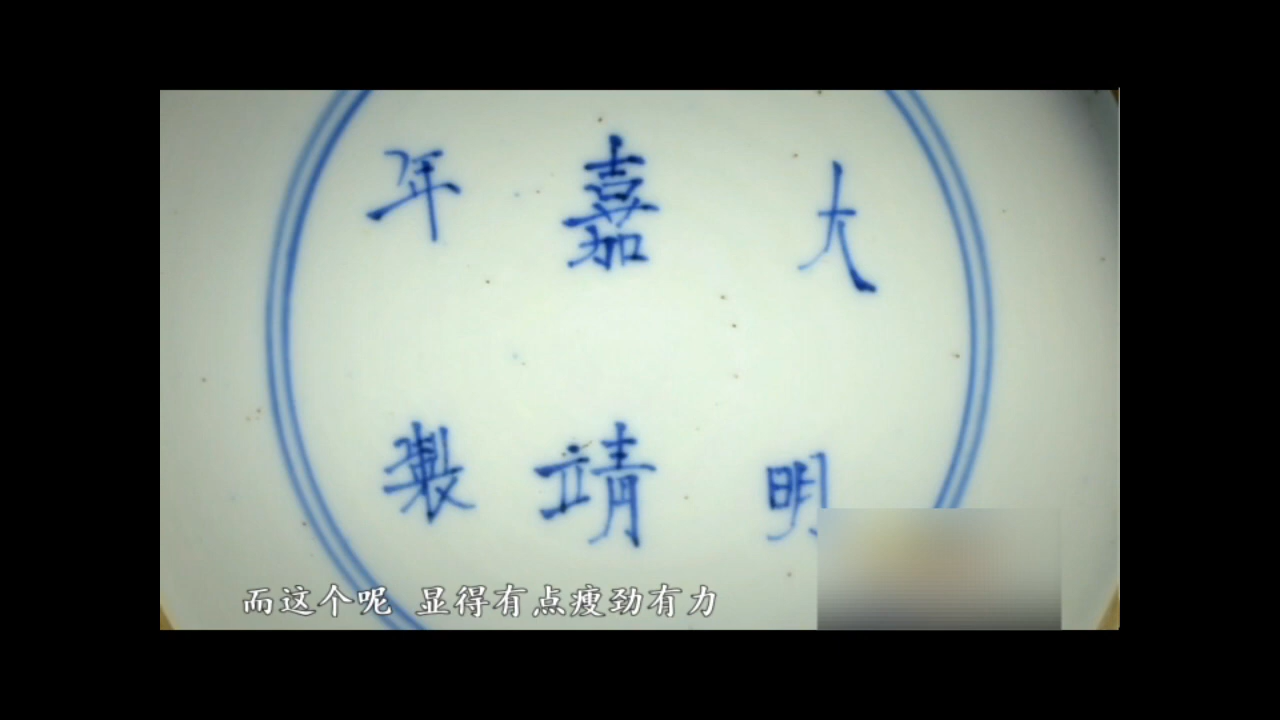 大明
嘉靖
年製
而这个呢 显得有点瘦劲有力